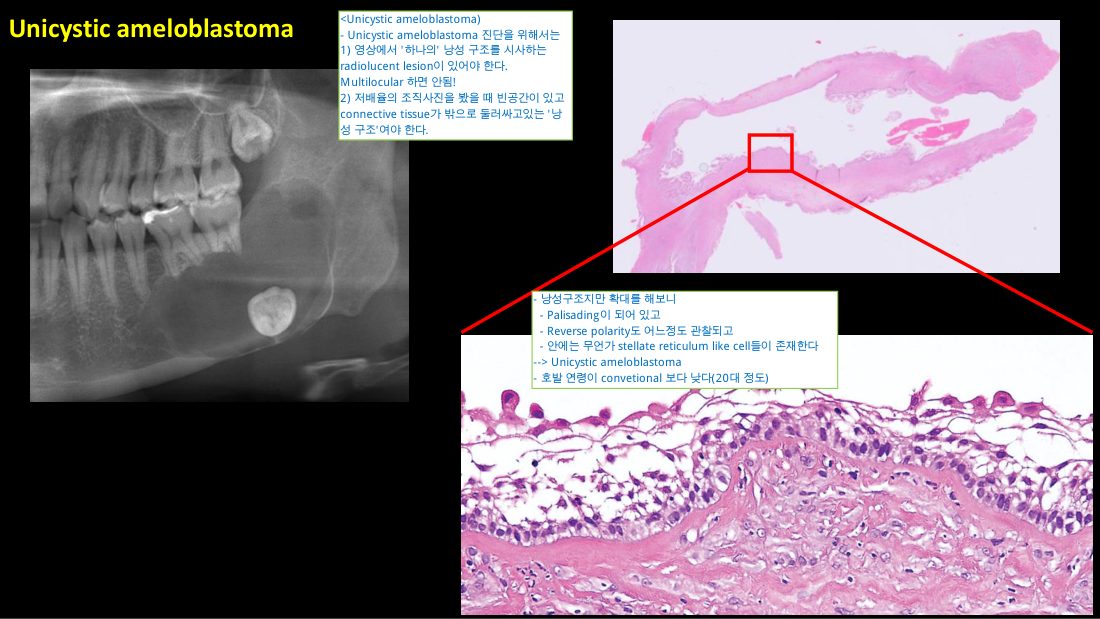 Unicystic ameloblastoma
<Unicystic ameloblastoma)
- Unicystic ameloblastoma 진단을 위해서는
1) 영상에서 '하나의' 낭성 구조를 시사하는
radiolucent lesion이 있어야 한다.
Multilocular 하면 안됨!
2) 저배율의 조직사진을 봤을 때 빈공간이 있고
connective tissue가 밖으로 둘러싸고있는 '낭
성 구조'여야 한다.
- 낭성구조지만 확대를 해보니
- Palisading이 되어 있고
- Reverse polarity도 어느정도 관찰되고
- 안에는 무언가 stellate reticulum like cell들이 존재한다
--> Unicystic ameloblastoma
- 호발 연령이 convetional 보다 낮다(20대 정도)